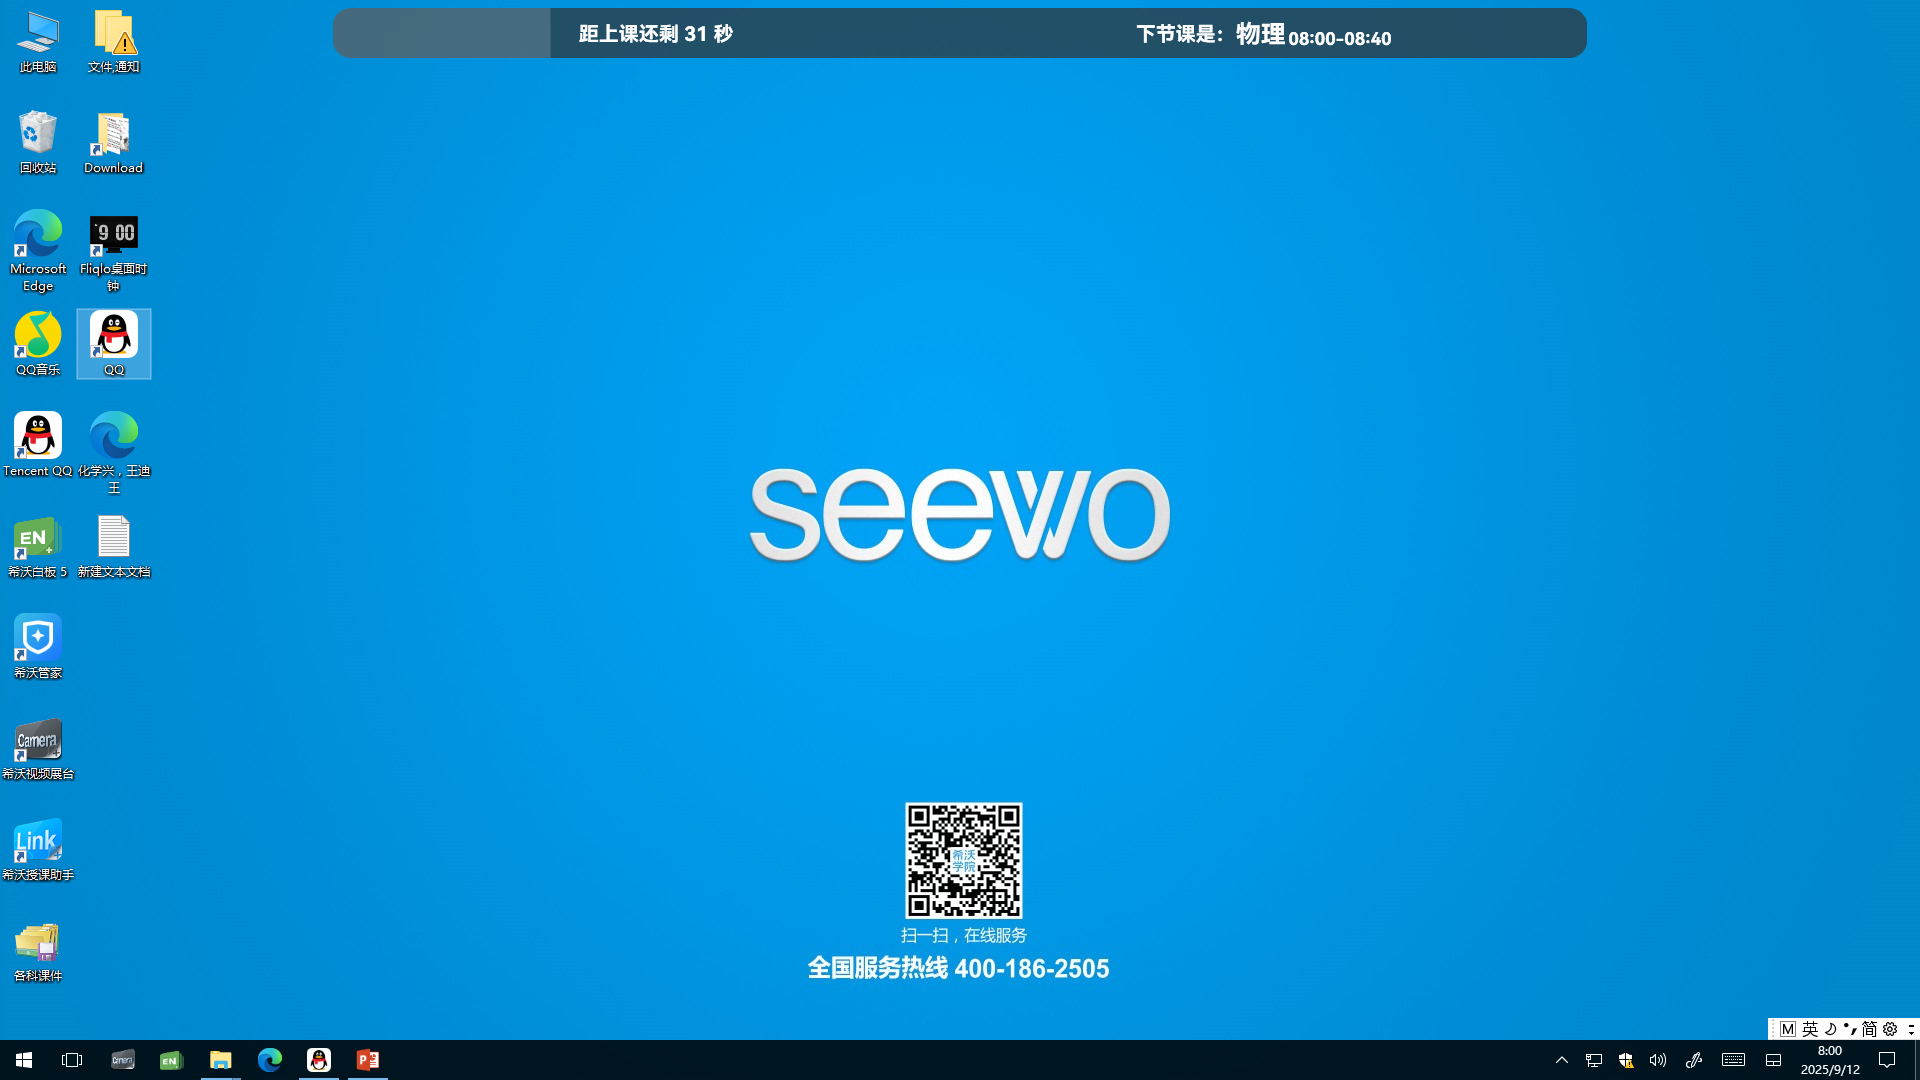 距上课还剩 31 秒
下节课是：物理 08:00-08:40
此电脑
文件,通知
回收站
Download
Microsoft
Edge
9 00
Fliqlo桌面时
钟
QQ音乐
QQ
Tencent QQ
化学兴，王迪
王
EN
希沃白板 5
新建文本文档
希沃管家
Camera
希沃视频展台
Link
希沃授课助手
各科课件
seewo
希沃
学院
扫一扫，在线服务
全国服务热线 400-186-2505
M 英 简
Camera
EN
P
8:00
2025/9/12